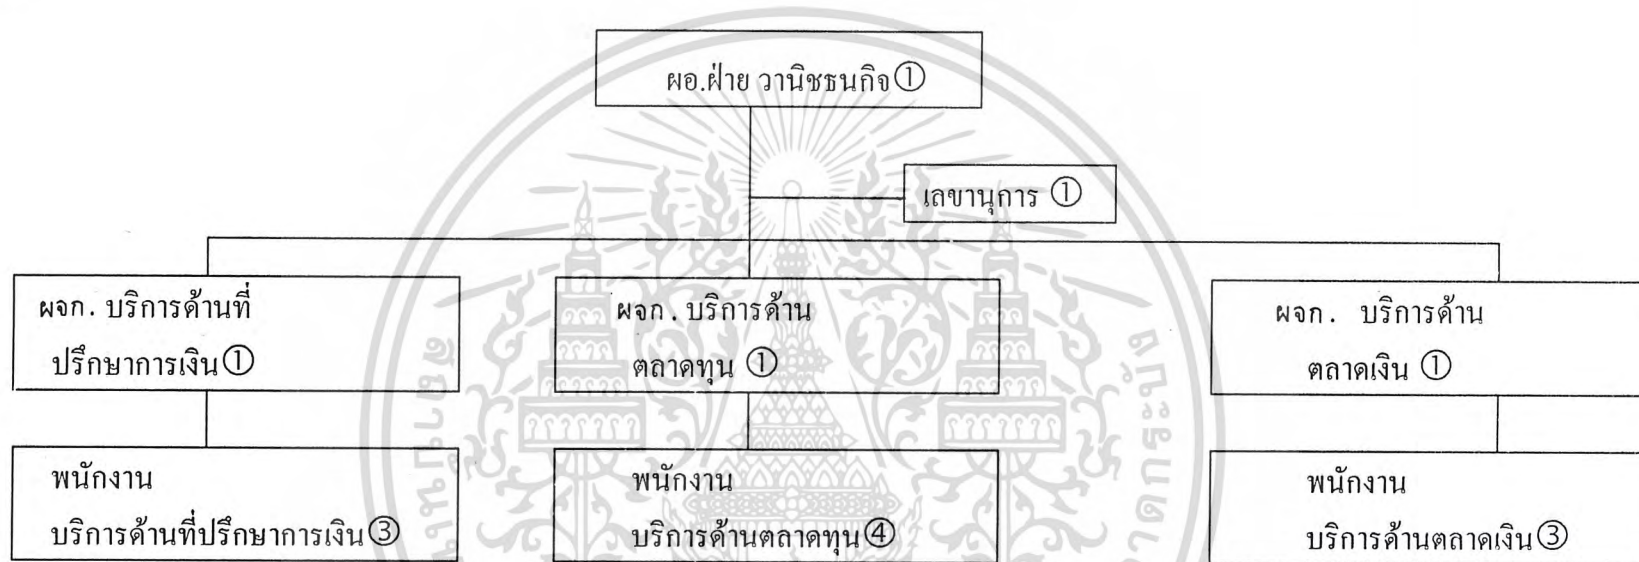 ผอ.ฝ่าย วานิชธนกิจ ①
เลขานุการ ①
ผจก. บริการด้านที่
ปรึกษาการเงิน ①
ผจก. บริการด้าน
ตลาดทุน ①
ผจก. บริการด้าน
ตลาดเงิน ①
พนักงาน
บริการด้านที่ปรึกษาการเงิน ③
พนักงาน
บริการด้านตลาดทุน ④
พนักงาน
บริการด้านตลาดเงิน ③